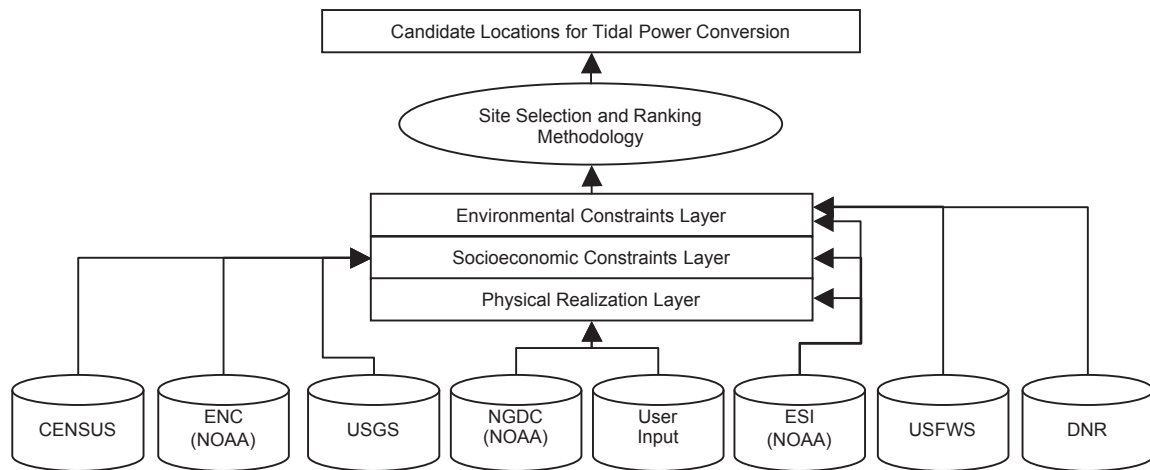 Candidate Locations for Tidal Power Conversion
Site Selection and Ranking
Methodology
Environmental Constraints Layer
Socioeconomic Constraints Layer
Physical Realization Layer
CENSUS
ENC
(NOAA)
USGS
NGDC
(NOAA)
User
Input
ESI
(NOAA)
USFWS
DNR